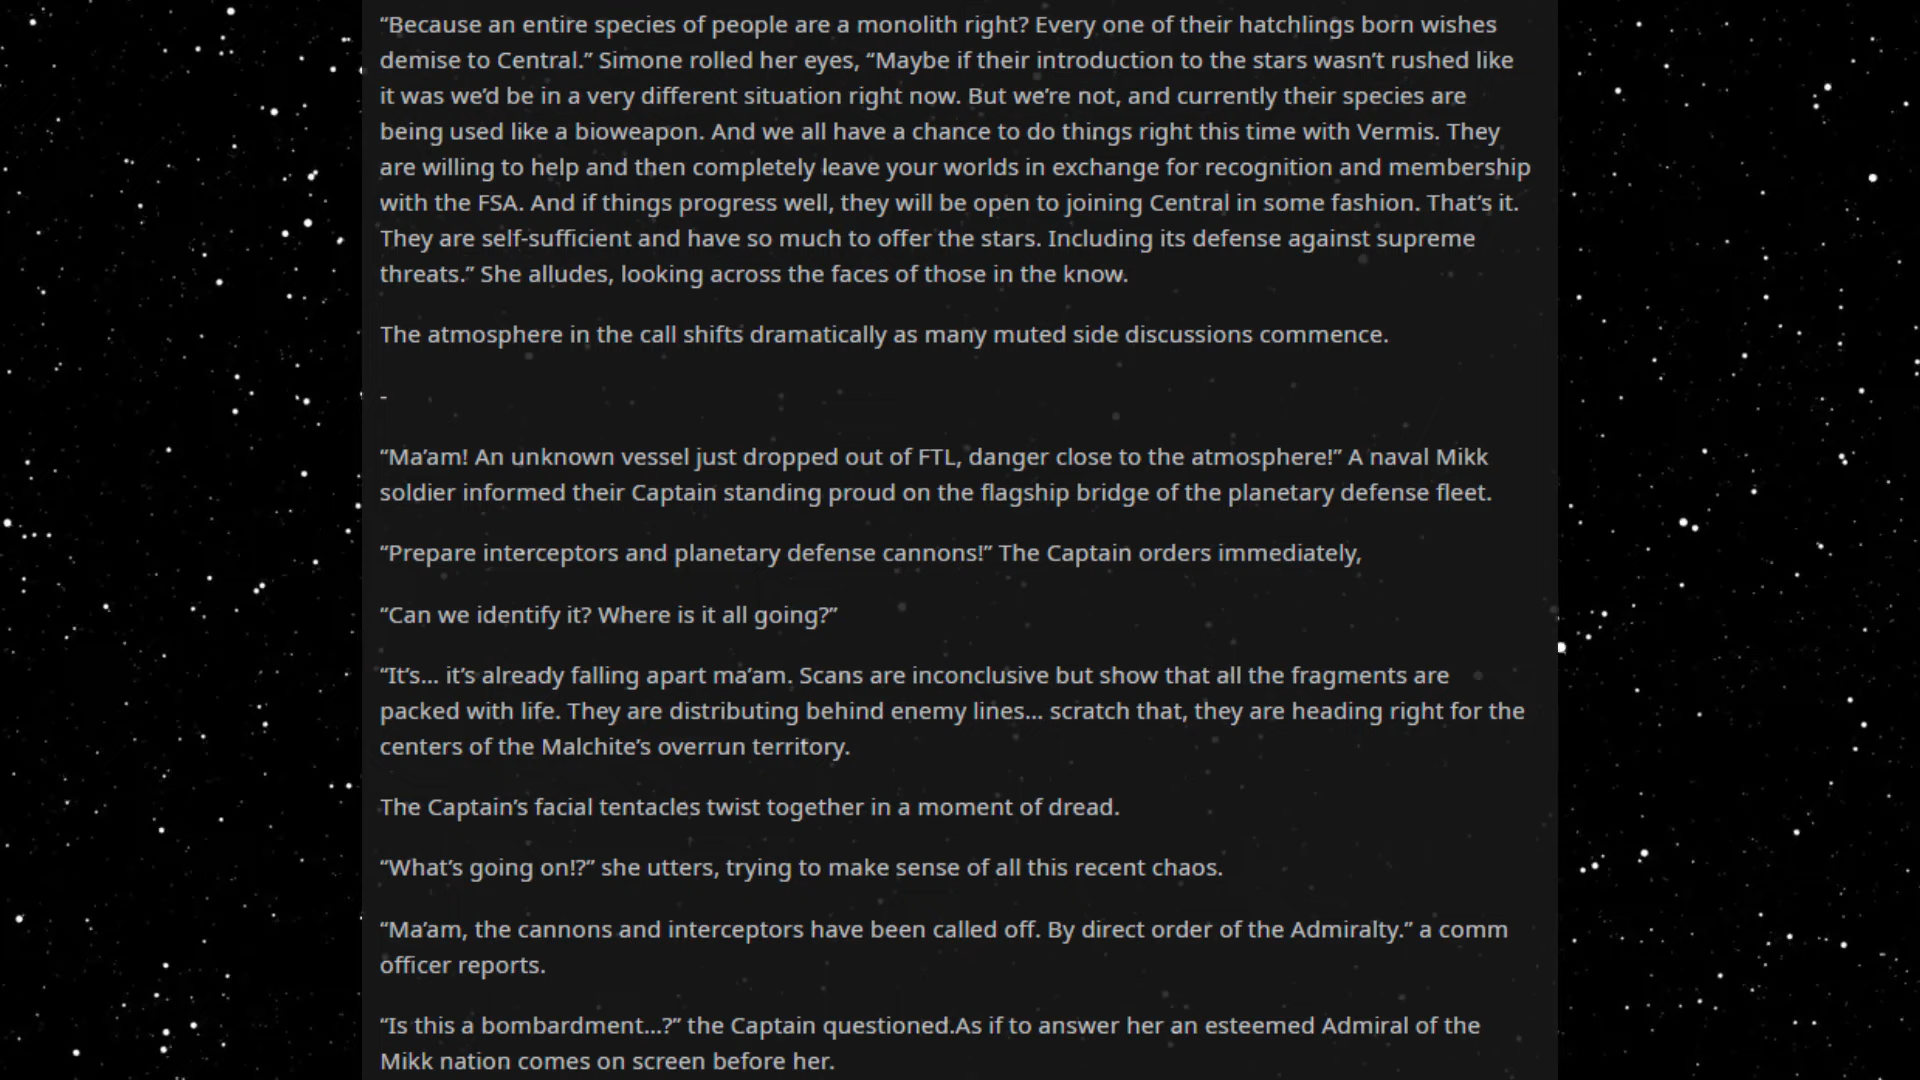 “Because an entire species of people are a monolith right? Every one of their hatchlings born wishes
demise to Central.” Simone rolled her eyes, “Maybe if their introduction to the stars wasn’t rushed like
it was we’d be in a very different situation right now. But we’re not, and currently their species are
being used like a bioweapon. And we all have a chance to do things right this time with Vermis. They
are willing to help and then completely leave your worlds in exchange for recognition and membership
with the FSA. And if things progress well, they will be open to joining Central in some fashion. That’s it.
They are self-sufficient and have so much to offer the stars. Including its defense against supreme
threats.” She alludes, looking across the faces of those in the know.
The atmosphere in the call shifts dramatically as many muted side discussions commence.
-
“Ma’am! An unknown vessel just dropped out of FTL, danger close to the atmosphere!” A naval Mikk
soldier informed their Captain standing proud on the flagship bridge of the planetary defense fleet.
“Prepare interceptors and planetary defense cannons!” The Captain orders immediately,
“Can we identify it? Where is it all going?”
“It’s... it’s already falling apart ma’am. Scans are inconclusive but show that all the fragments are
packed with life. They are distributing behind enemy lines... scratch that, they are heading right for the
centers of the Malchite’s overrun territory.
The Captain’s facial tentacles twist together in a moment of dread.
“What’s going on!?” she utters, trying to make sense of all this recent chaos.
“Ma’am, the cannons and interceptors have been called off. By direct order of the Admiralty.” a comm
officer reports.
“Is this a bombardment...?” the Captain questioned.As if to answer her an esteemed Admiral of the
Mikk nation comes on screen before her.